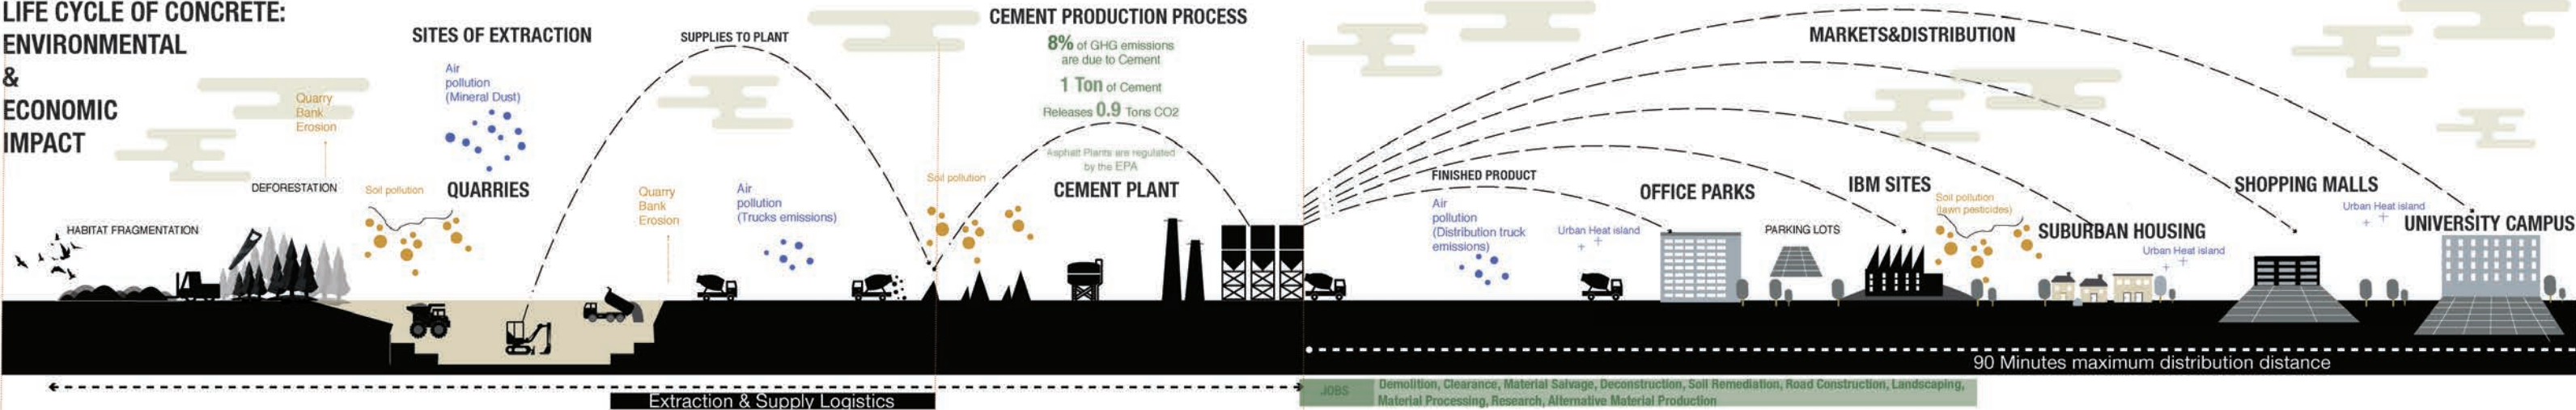 LIFE CYCLE OF CONCRETE:
ENVIRONMENTAL
&
ECONOMIC
IMPACT
SITES OF EXTRACTION
SUPPLIES TO PLANT
Air
pollution
(Mineral Dust)
Quarry
Bank
Erosion
DEFORESTATION
Soil pollution
QUARRIES
HABITAT FRAGMENTATION
Quarry
Bank
Erosion
Air
pollution
(Trucks emissions)
CEMENT PRODUCTION PROCESS
8% of GHG emissions
are due to Cement
1 Ton of Cement
Releases 0.9 Tons CO2
Asphalt Plants are regulated
by the EPA
Soil pollution
CEMENT PLANT
MARKETS&DISTRIBUTION
FINISHED PRODUCT
Air
pollution
(Distribution truck
emissions)
Urban Heat island
OFFICE PARKS
PARKING LOTS
IBM SITES
Soil pollution
(lawn pesticides)
SUBURBAN HOUSING
Urban Heat island
SHOPPING MALLS
Urban Heat island
UNIVERSITY CAMPUS
90 Minutes maximum distribution distance
Extraction & Supply Logistics
JOBS
Demolition, Clearance, Material Salvage, Deconstruction, Soil Remediation, Road Construction, Landscaping,
Material Processing, Research, Alternative Material Production